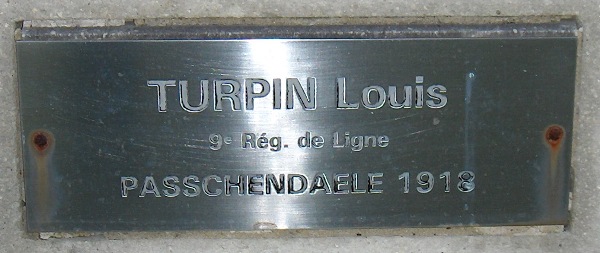 TURPIN Louis
9e Rég. de Ligne
PASSCHENDAELE 1918